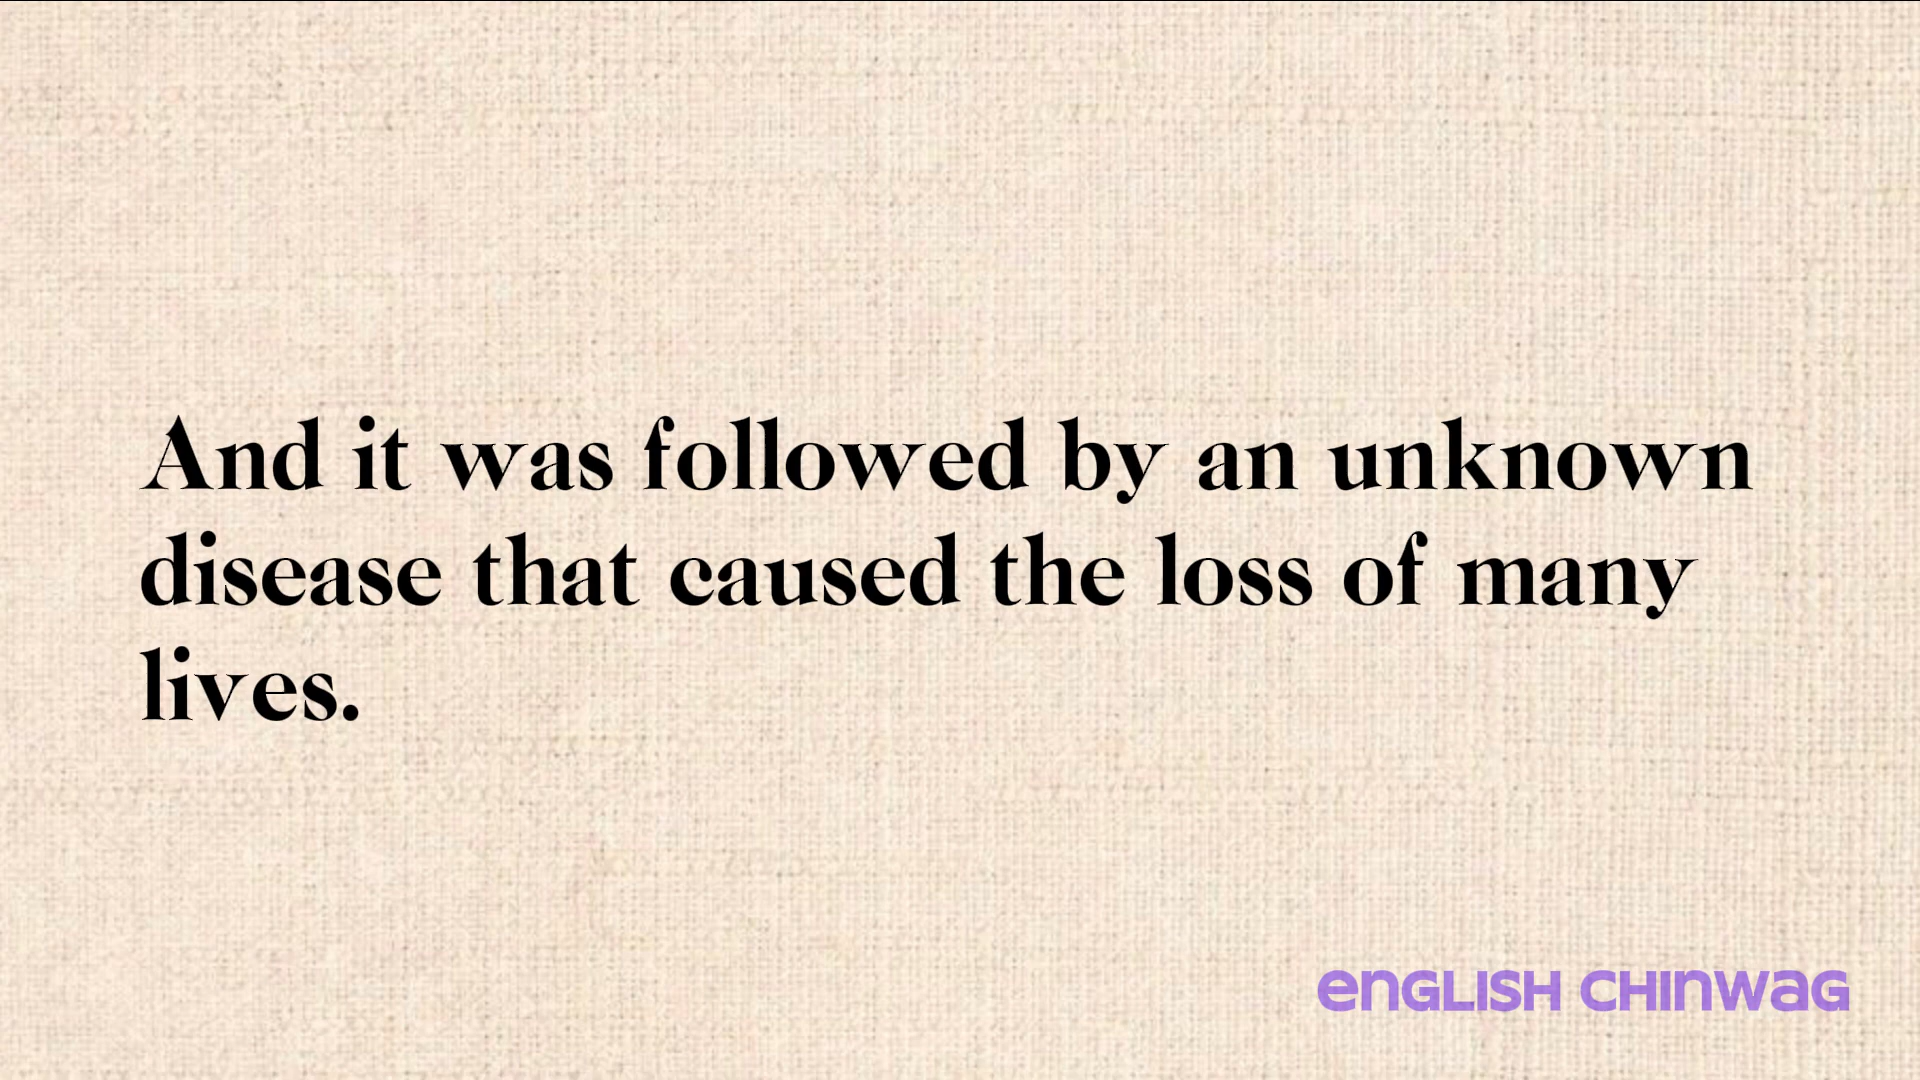 And it was followed by an unknown
disease that caused the loss of many
lives.
ENGLISH CHINWAG